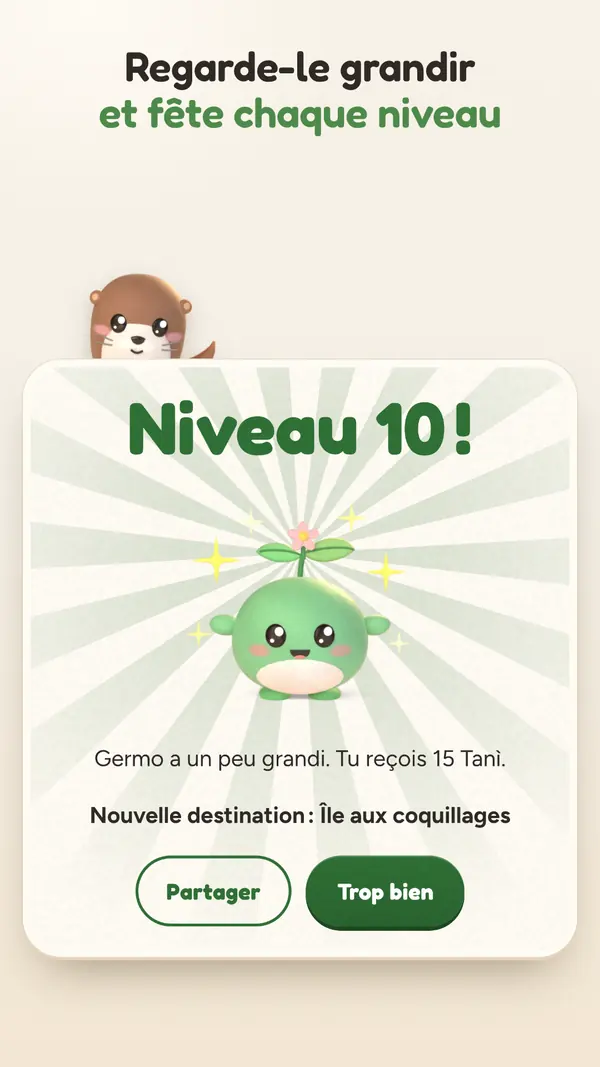 Regarde-le grandir
et fête chaque niveau
Niveau 10 !
Germo a un peu grandi. Tu reçois 15 Tanì.
Nouvelle destination : Île aux coquillages
Partager
Trop bien